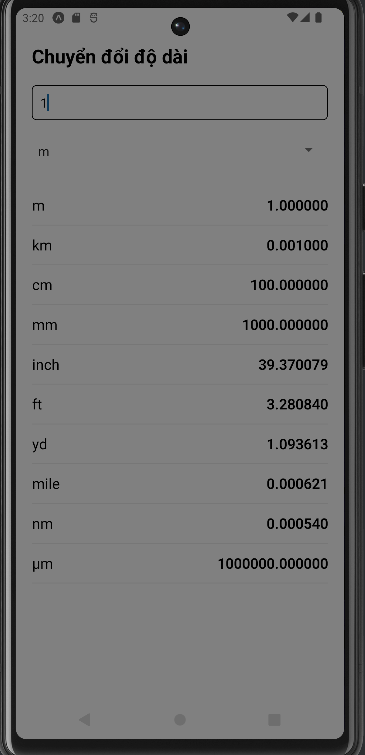 3:20
Chuyển đổi độ dài
1
m
m 1.000000
km 0.001000
cm 100.000000
mm 1000.000000
inch 39.370079
ft 3.280840
yd 1.093613
mile 0.000621
nm 0.000540
µm 1000000.000000